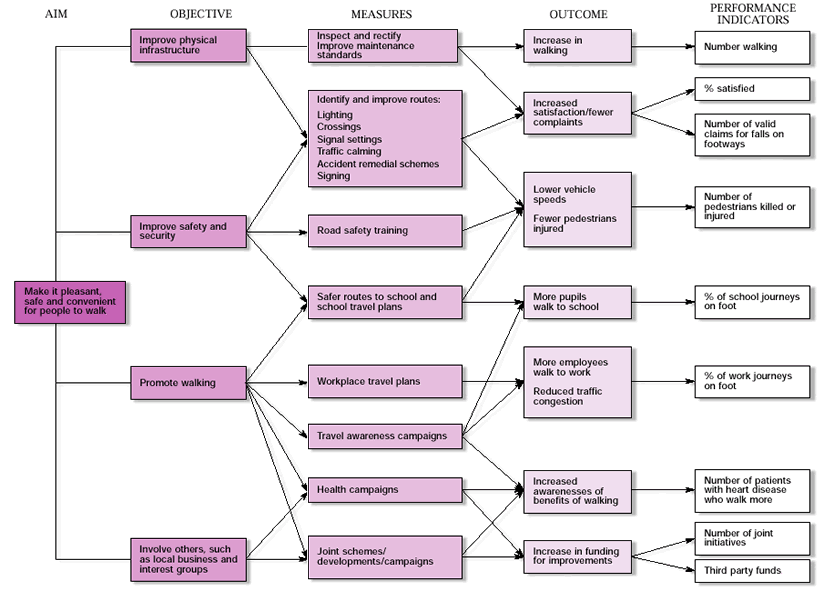 AIM
OBJECTIVE
MEASURES
OUTCOME
PERFORMANCE
INDICATORS
Make it pleasant,
safe and convenient
for people to walk
Improve physical
infrastructure
Improve safety and
security
Promote walking
Involve others, such
as local business and
interest groups
Inspect and rectify
Improve maintenance
standards
Identify and improve routes:
Lighting
Crossings
Signal settings
Traffic calming
Accident remedial schemes
Signing
Road safety training
Safer routes to school and
school travel plans
Workplace travel plans
Travel awareness campaigns
Health campaigns
Joint schemes/
developments/campaigns
Increase in
walking
Increased
satisfaction/fewer
complaints
Lower vehicle
speeds
Fewer pedestrians
injured
More pupils
walk to school
More employees
walk to work
Reduced traffic
congestion
Increased
awarenesses of
benefits of walking
Increase in funding
for improvements
Number walking
% satisfied
Number of valid
claims for falls on
footways
Number of
pedestrians killed or
injured
% of school journeys
on foot
% of work journeys
on foot
Number of patients
with heart disease
who walk more
Number of joint
initiatives
Third party funds